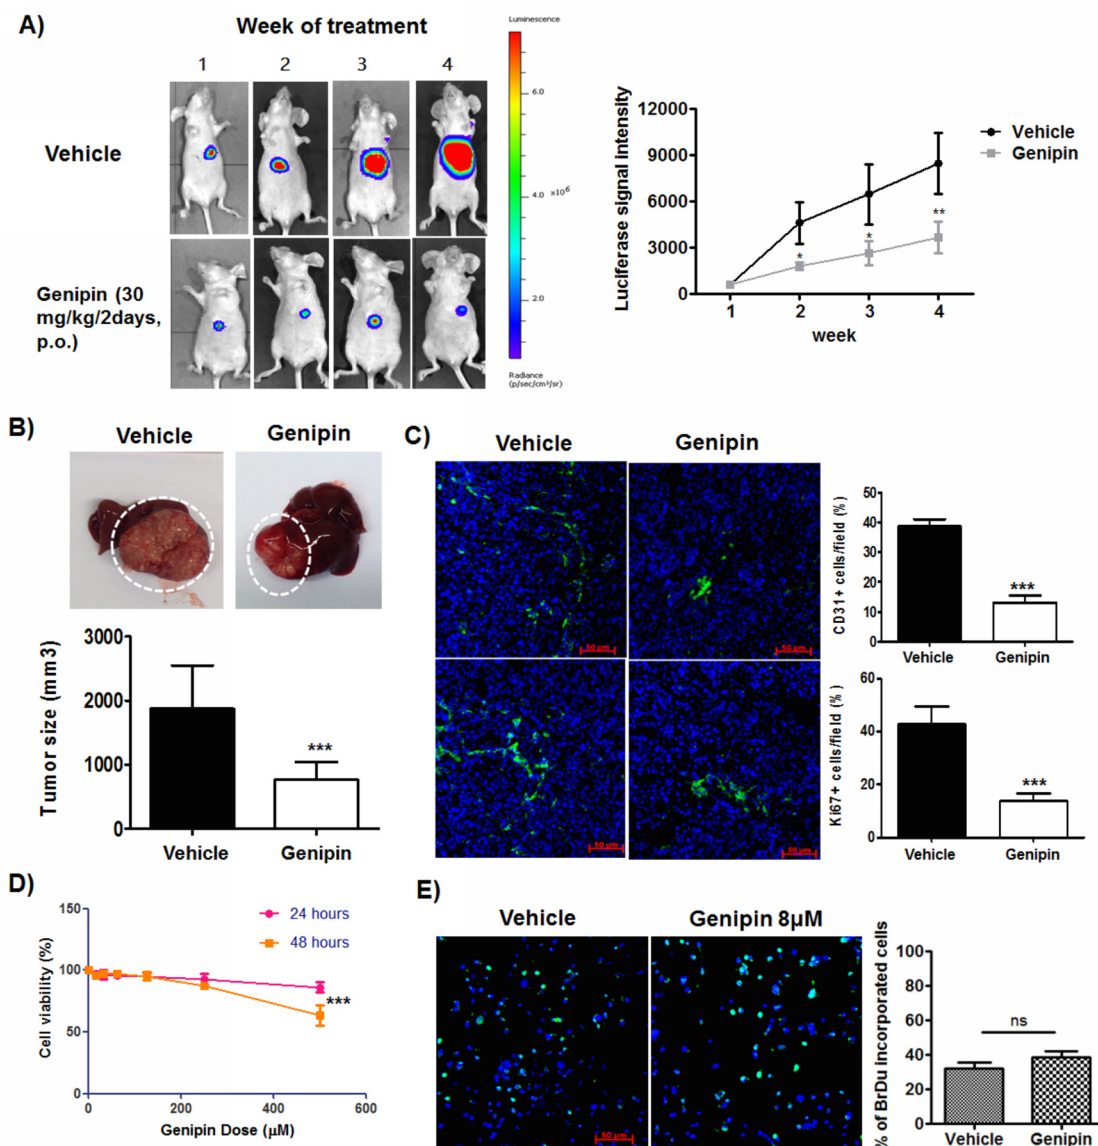 A)
Week of treatment
1 2 3 4
Vehicle
Genipin (30
mg/kg/2days,
p.o.)
Luminescence
6.0
4.0 x10⁶
2.0
Radiance
(p/sec/cm²/sr)
Luciferase signal intensity
12000
9000
6000
3000
0
Vehicle
Genipin
*
*
**
1 2 3 4
week
B)
Vehicle Genipin
Tumor size (mm3)
3000
2000
1000
0
***
Vehicle Genipin
C)
Vehicle Genipin
50 µm
50 µm
50 µm
50 µm
CD31+ cells/field (%)
50
40
30
20
10
0
***
Vehicle Genipin
Ki67+ cells/field (%)
60
40
20
0
***
Vehicle Genipin
D)
Cell viability (%)
150
100
50
0
24 hours
48 hours
***
0 200 400 600
Genipin Dose (µM)
E)
Vehicle Genipin 8µM
50 µm
% of BrDu incorporated cells
100
80
60
40
20
0
ns
Vehicle Genipin